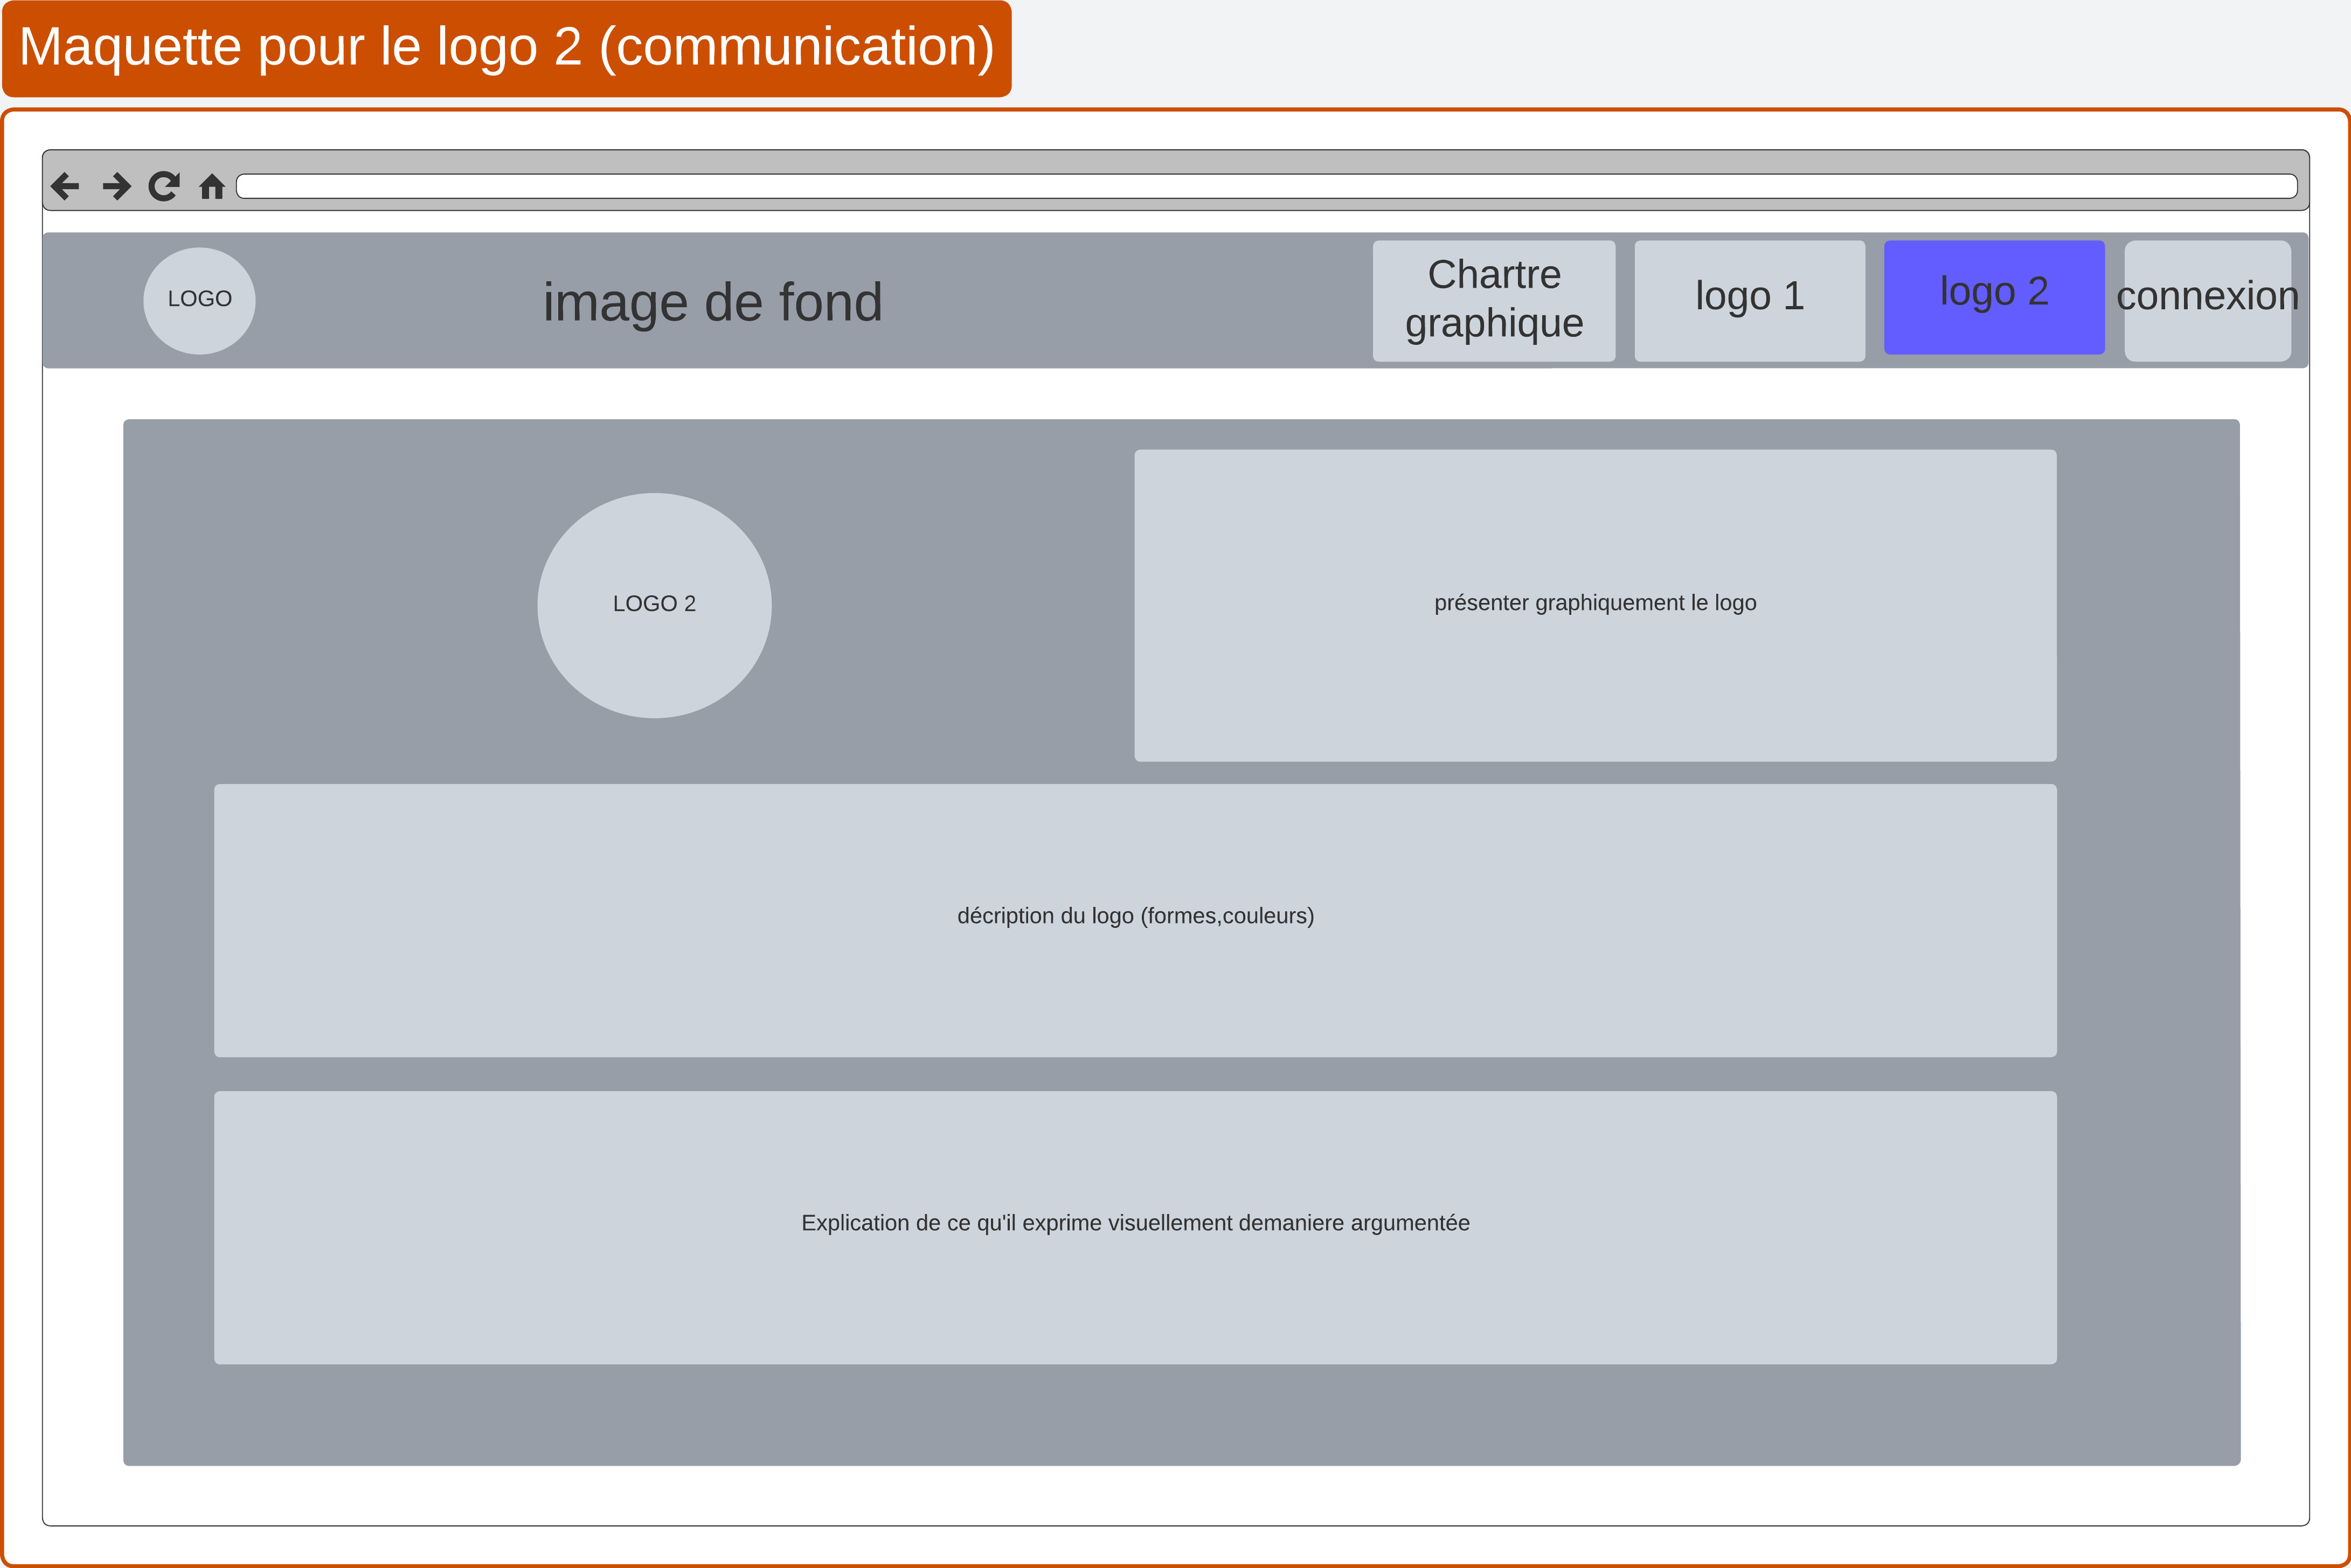 Maquette pour le logo 2 (communication)
LOGO
image de fond
Chartre
graphique
logo 1
logo 2
connexion
LOGO 2
présenter graphiquement le logo
décription du logo (formes,couleurs)
Explication de ce qu'il exprime visuellement demaniere argumentée